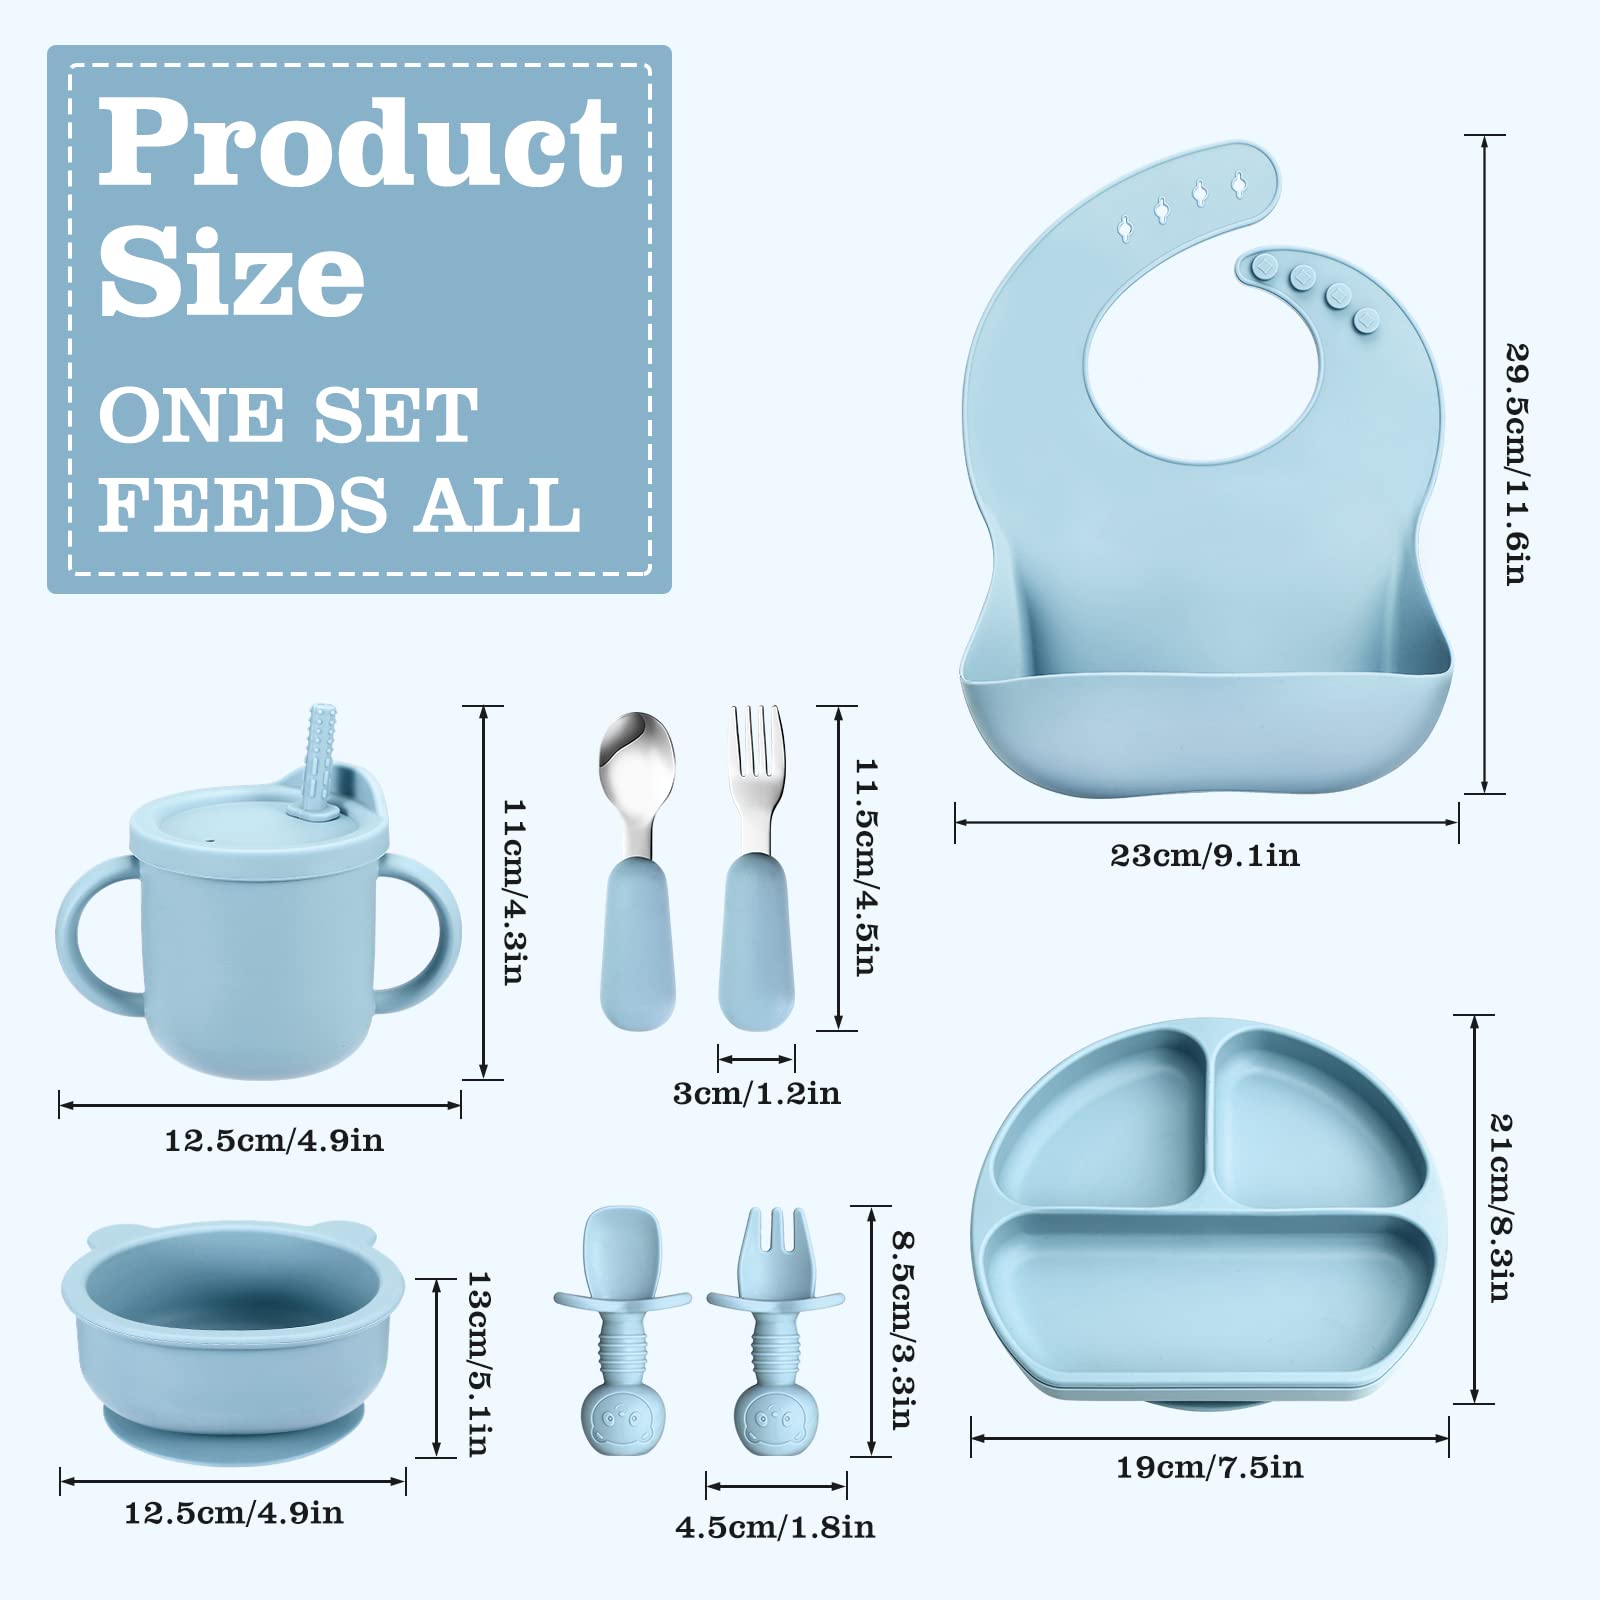 Product
Size
ONE SET
FEEDS ALL
29.5cm/11.6in
23cm/9.1in
11cm/4.3in
12.5cm/4.9in
11.5cm/4.5in
3cm/1.2in
21cm/8.3in
19cm/7.5in
13cm/5.1in
12.5cm/4.9in
8.5cm/3.3in
4.5cm/1.8in